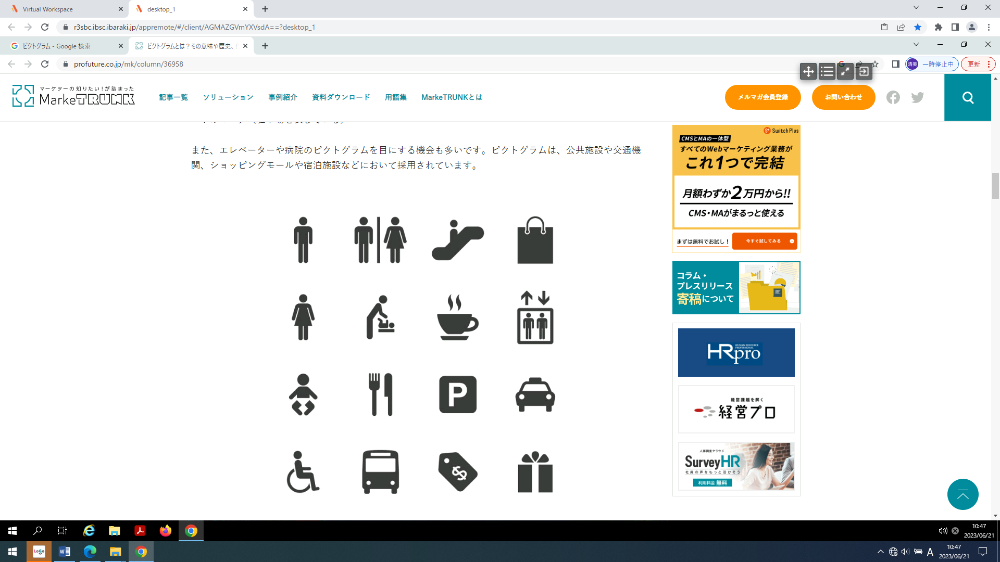 Virtual Workspace
desktop_1
r3sbc.ibsc.ibaraki.jp/appremote/#/client/AGMAZGVmYXVsdA==?desktop_1
ピクトグラム - Google 検索
ピクトグラムとは？その意味や歴史、
profuture.co.jp/mk/column/36958
清美
一時停止中
更新
マーケターの知りたい！が詰まった
MarkeTRUNK
記事一覧
ソリューション
事例紹介
資料ダウンロード
用語集
MarkeTRUNKとは
メルマガ会員登録
お問い合わせ
また、エレベーターや病院のピクトグラムを目にする機会も多いです。ピクトグラムは、公共施設や交通機
関、ショッピングモールや宿泊施設などにおいて採用されています。
P
$
Switch Plus
CMSとMAの一体型
すべてのWebマーケティング業務が
これ1つで完結
月額わずか2万円から!!
CMS・MAがまるっと使える
まずは無料でお試し！
今すぐ試してみる
コラム・
プレスリリース
寄稿について
HUMAN RESOURCE
PROFESSIONAL
HRpro
経営課題を解く
経営プロ
人事調査クラウド
SurveyHR
社員の声をもっと活かそう
利用料金 無料
10:47
2023/06/21
LoGo
A
10:47
2023/06/21